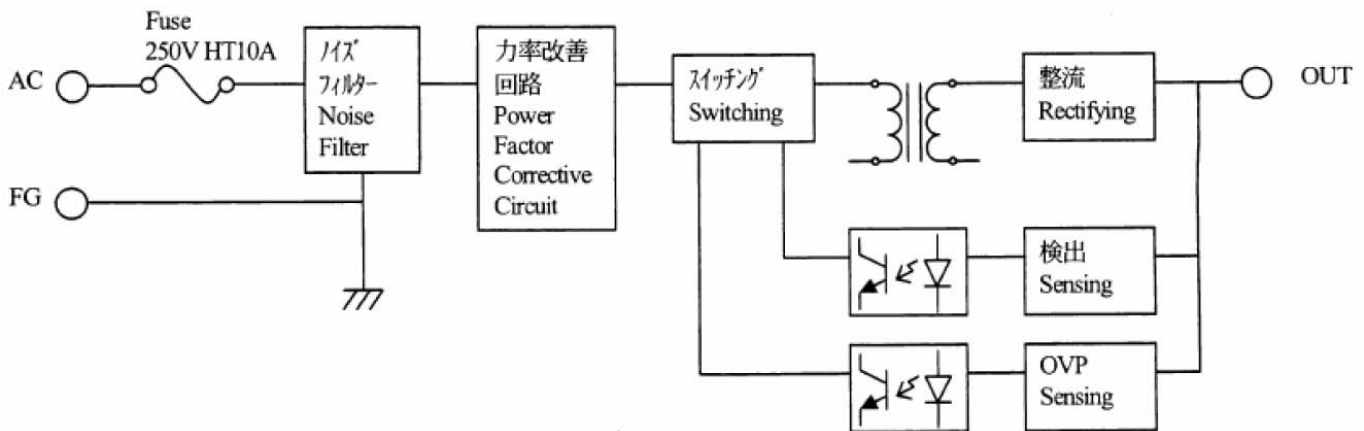 Fuse
250V HT10A
AC
FG
ノイズ
フィルター
Noise
Filter
力率改善
回路
Power
Factor
Corrective
Circuit
スイッチング
Switching
整流
Rectifying
OUT
検出
Sensing
OVP
Sensing